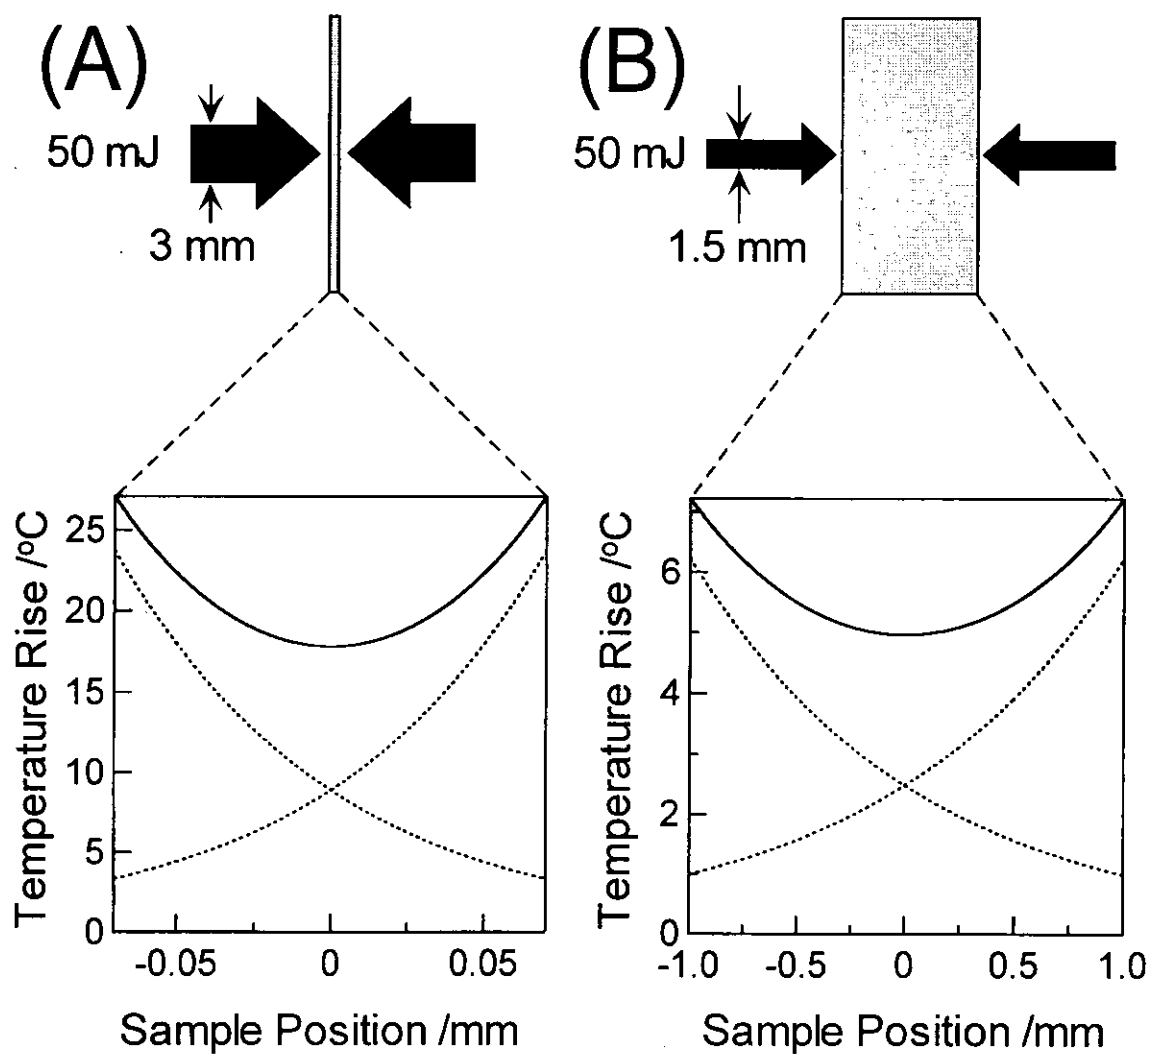 (A)
50 mJ
3 mm
(B)
50 mJ
1.5 mm
Temperature Rise /ºC
25
20
15
10
5
0
-0.05 0 0.05
Sample Position /mm
Temperature Rise /ºC
6
4
2
0
-1.0 -0.5 0 0.5 1.0
Sample Position /mm